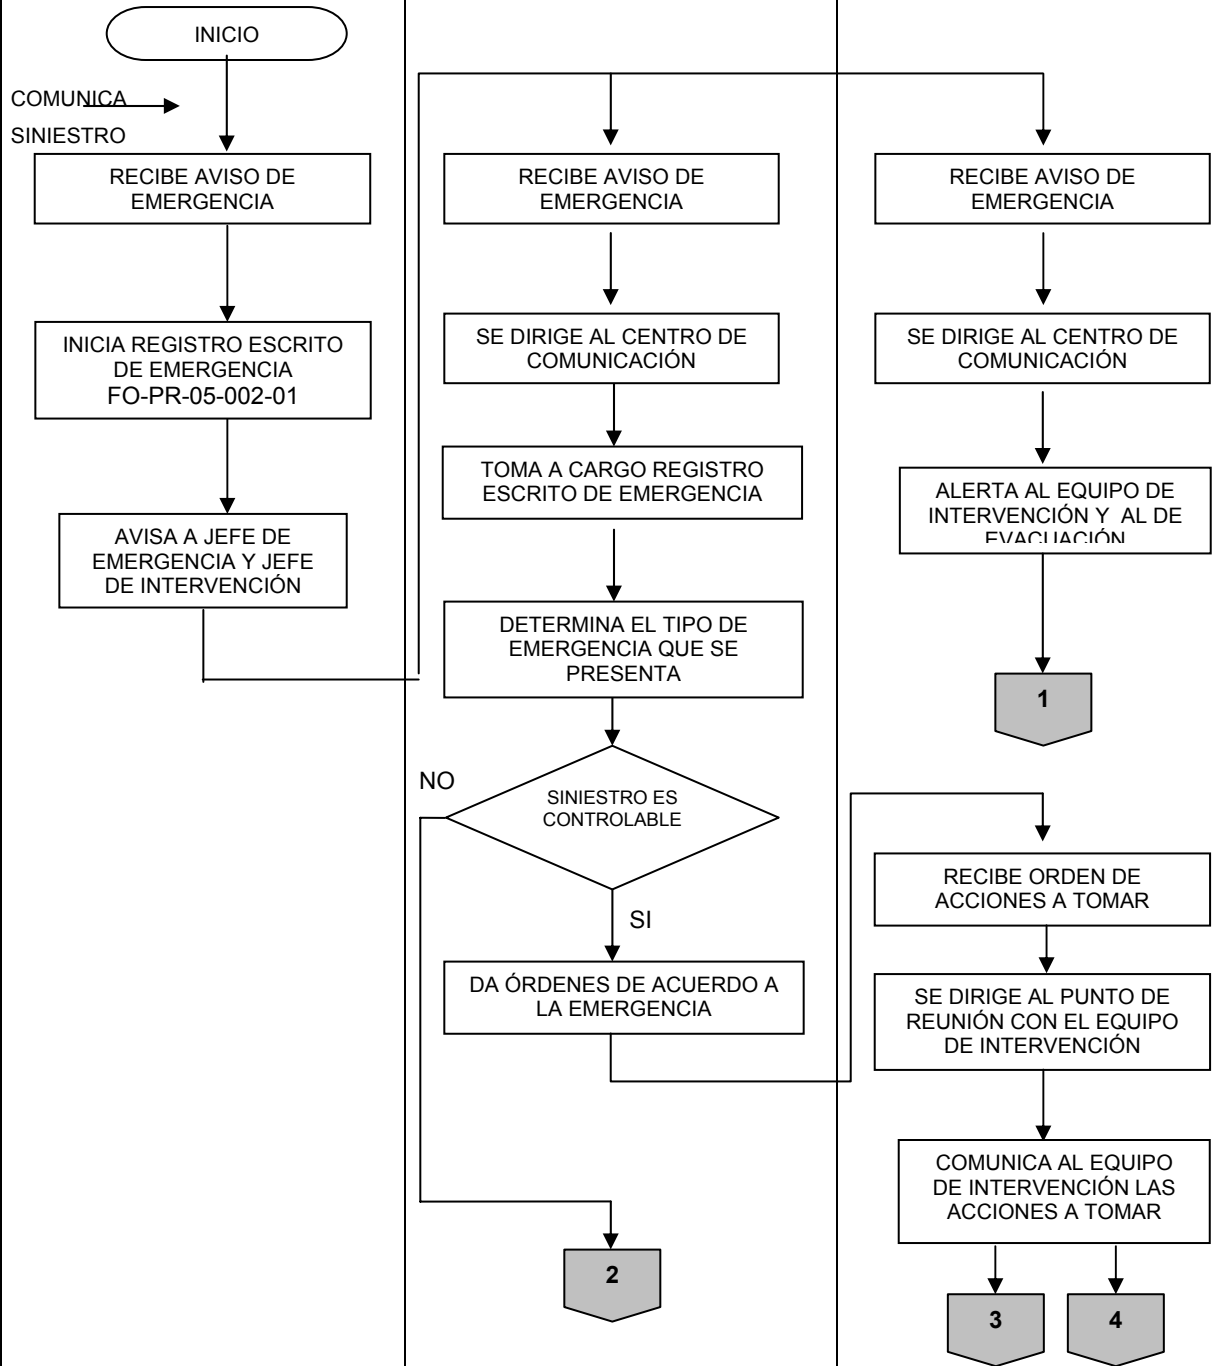 INICIO
COMUNICA
SINIESTRO
RECIBE AVISO DE
EMERGENCIA
INICIA REGISTRO ESCRITO
DE EMERGENCIA
FO-PR-05-002-01
AVISA A JEFE DE
EMERGENCIA Y JEFE
DE INTERVENCIÓN
RECIBE AVISO DE
EMERGENCIA
SE DIRIGE AL CENTRO DE
COMUNICACIÓN
TOMA A CARGO REGISTRO
ESCRITO DE EMERGENCIA
DETERMINA EL TIPO DE
EMERGENCIA QUE SE
PRESENTA
NO
SINIESTRO ES
CONTROLABLE
SI
DA ÓRDENES DE ACUERDO A
LA EMERGENCIA
2
RECIBE AVISO DE
EMERGENCIA
SE DIRIGE AL CENTRO DE
COMUNICACIÓN
ALERTA AL EQUIPO DE
INTERVENCIÓN Y AL DE
EVACUACIÓN
1
RECIBE ORDEN DE
ACCIONES A TOMAR
SE DIRIGE AL PUNTO DE
REUNIÓN CON EL EQUIPO
DE INTERVENCIÓN
COMUNICA AL EQUIPO
DE INTERVENCIÓN LAS
ACCIONES A TOMAR
3
4